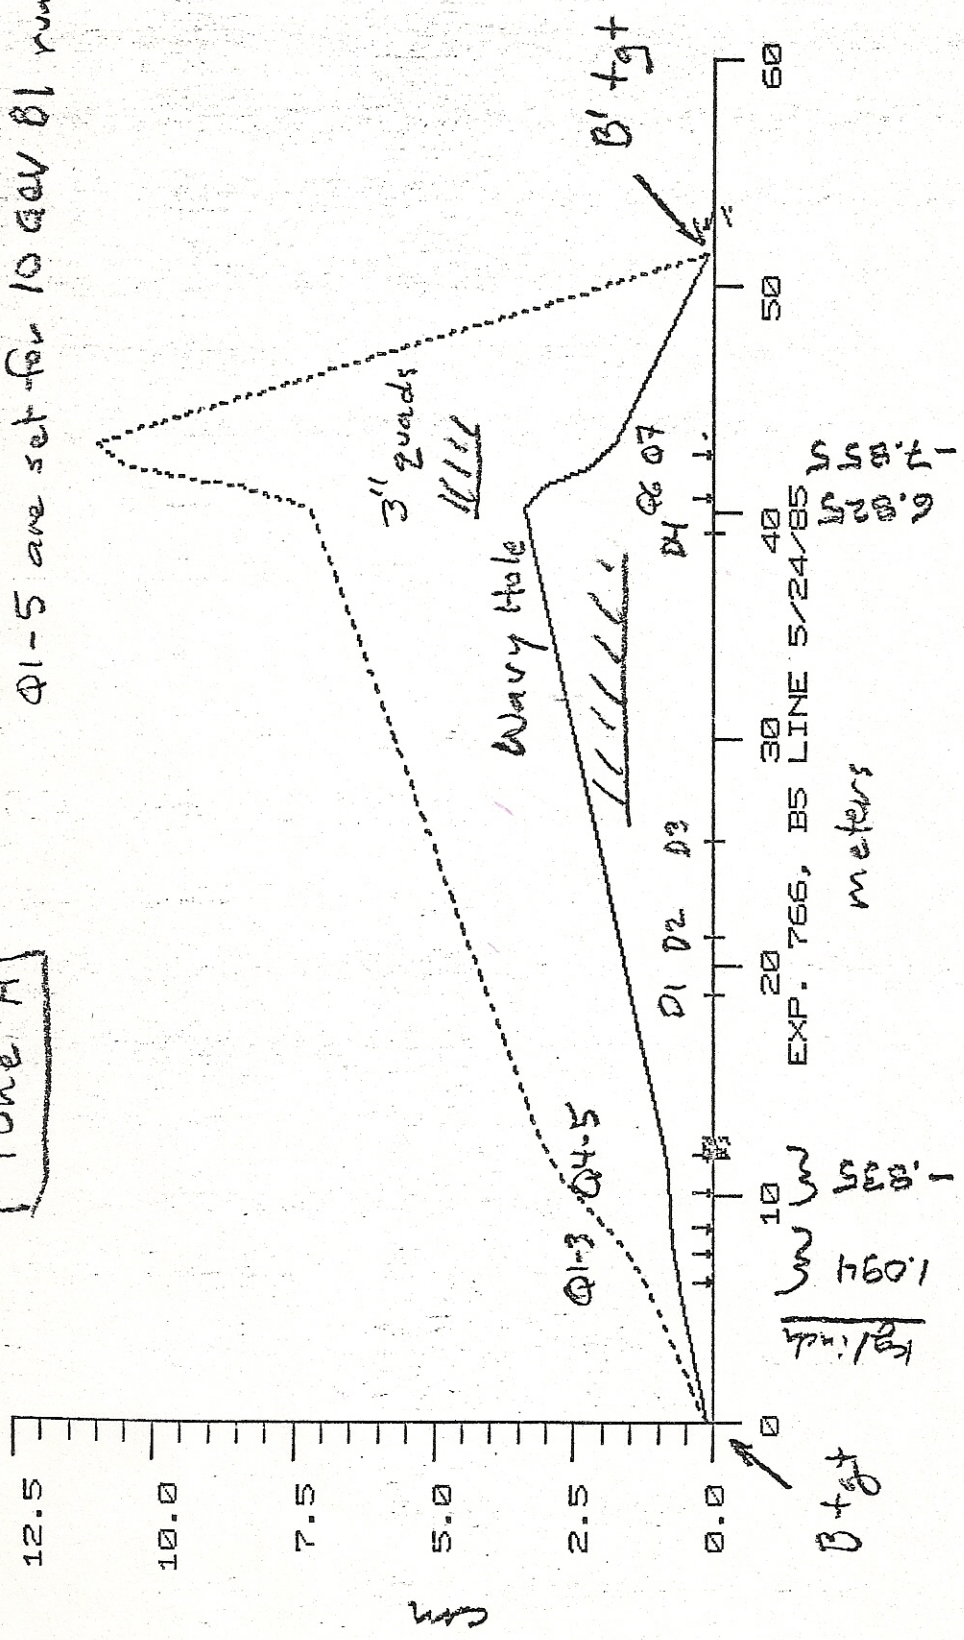 Tune A
Q1-5 are set for 10 GeV B1
cm
12.5
10.0
7.5
5.0
2.5
0.0
3" quads
Wavy Hole
B' tgt
Q1-3 Q4-5
D1 D2 D3 D4 Q6 Q7
0 10 20 30 40 50 60
B tgt
EXP. 766, B5 LINE 5/24/85
meters
kg/inch
1.094
-.835
6.825
-7.855